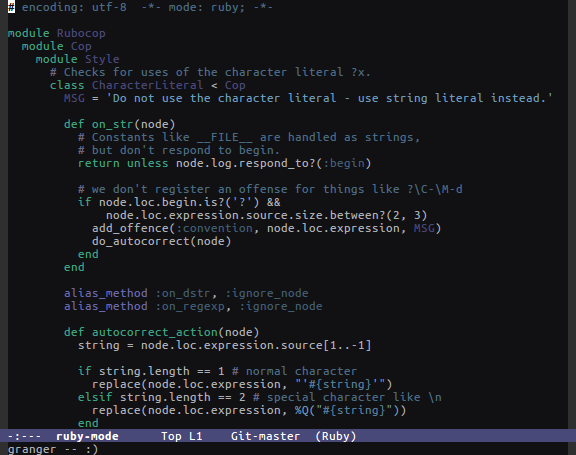 # encoding: utf-8  -*- mode: ruby; -*-
module Rubocop
  module Cop
    module Style
      # Checks for uses of the character literal ?x.
      class CharacterLiteral < Cop
        MSG = 'Do not use the character literal - use string literal instead.'
        def on_str(node)
          # Constants like __FILE__ are handled as strings,
          # but don't respond to begin.
          return unless node.log.respond_to?(:begin)
          # we don't register an offense for things like ?\C-\M-d
          if node.loc.begin.is?('?') &&
              node.loc.expression.source.size.between?(2, 3)
            add_offence(:convention, node.loc.expression, MSG)
            do_autocorrect(node)
          end
        end
        alias_method :on_dstr, :ignore_node
        alias_method :on_regexp, :ignore_node
        def autocorrect_action(node)
          string = node.loc.expression.source[1..-1]
          if string.length == 1 # normal character
            replace(node.loc.expression, "'#{string}'")
          elsif string.length == 2 # special character like \n
            replace(node.loc.expression, %Q("#{string}"))
          end
-:---  ruby-mode      Top L1    Git-master  (Ruby)
granger -- :)